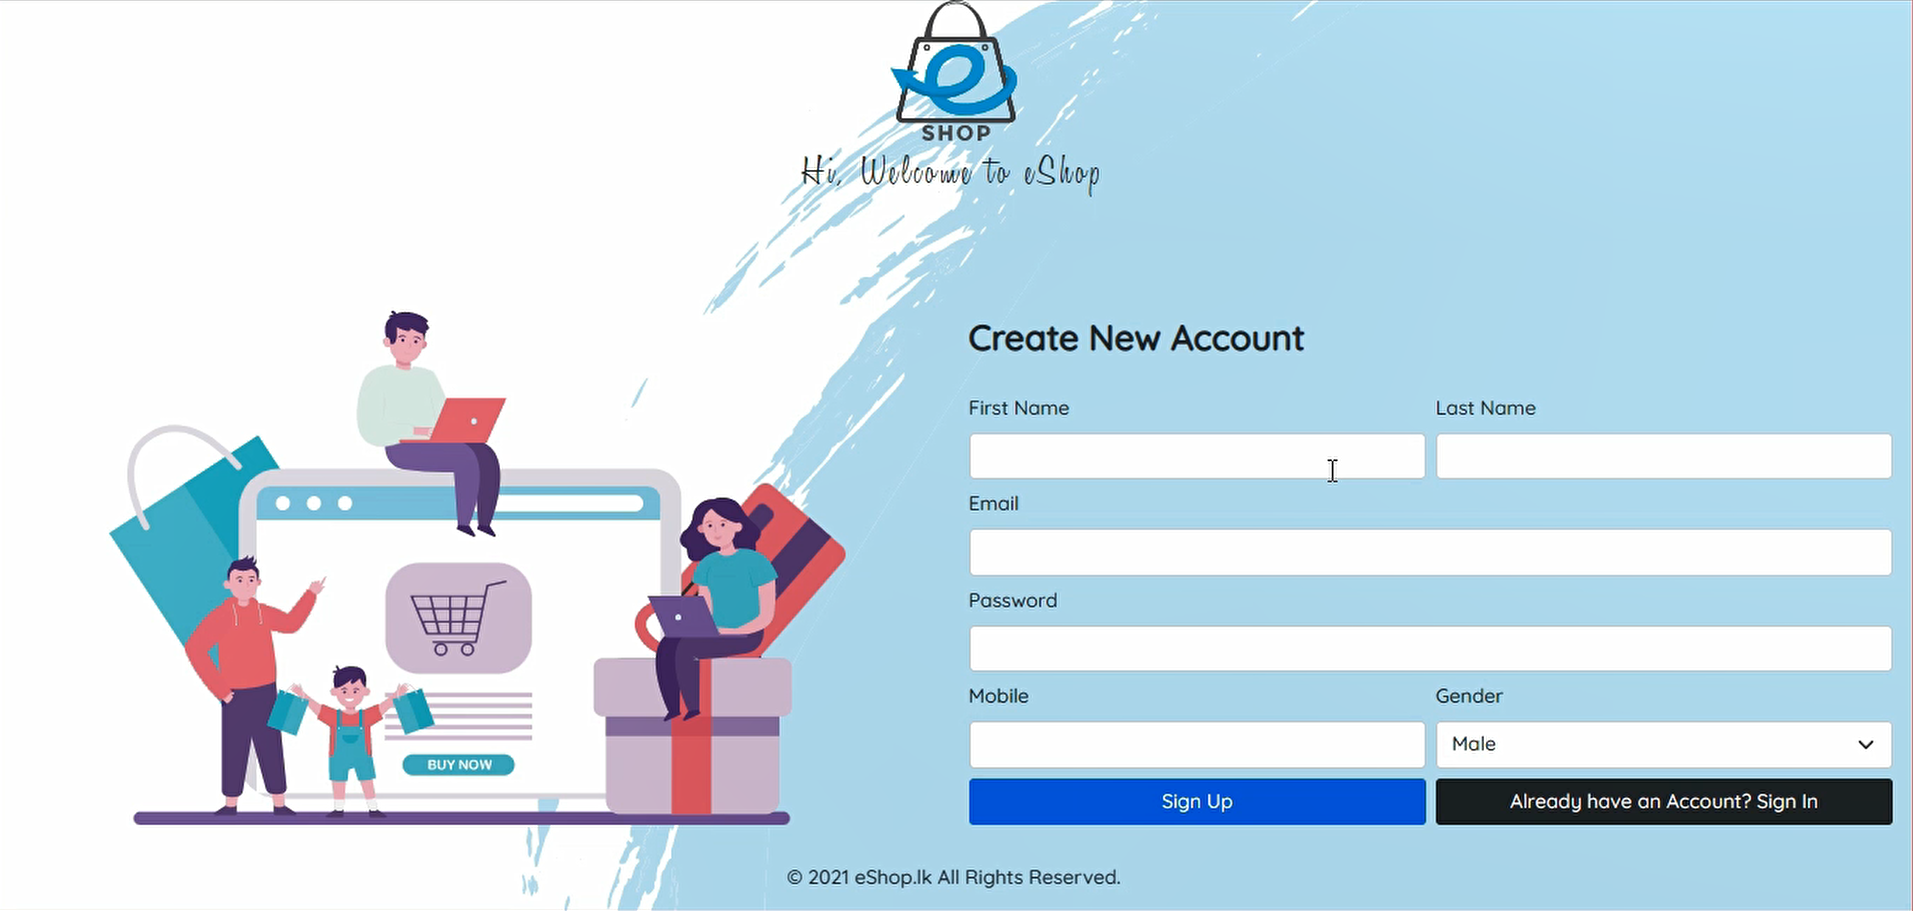 SHOP
Hi, Welcome to eShop
Create New Account
First Name Last Name
Email
Password
Mobile Gender
Male
Sign Up Already have an Account? Sign In
BUY NOW
© 2021 eShop.lk All Rights Reserved.